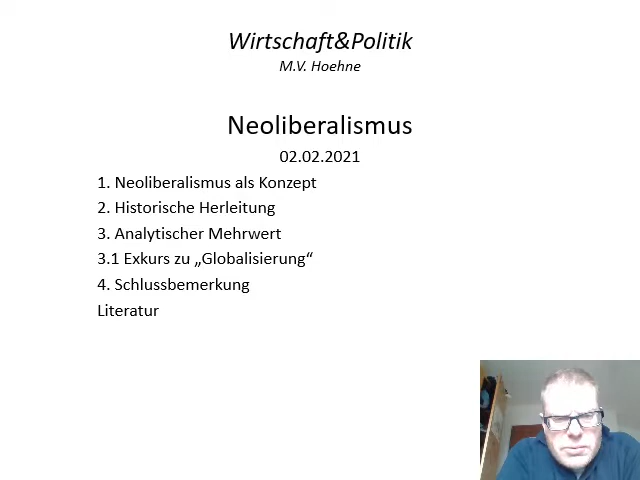 Wirtschaft&Politik
M.V. Hoehne
Neoliberalismus
02.02.2021
1. Neoliberalismus als Konzept
2. Historische Herleitung
3. Analytischer Mehrwert
3.1 Exkurs zu „Globalisierung“
4. Schlussbemerkung
Literatur